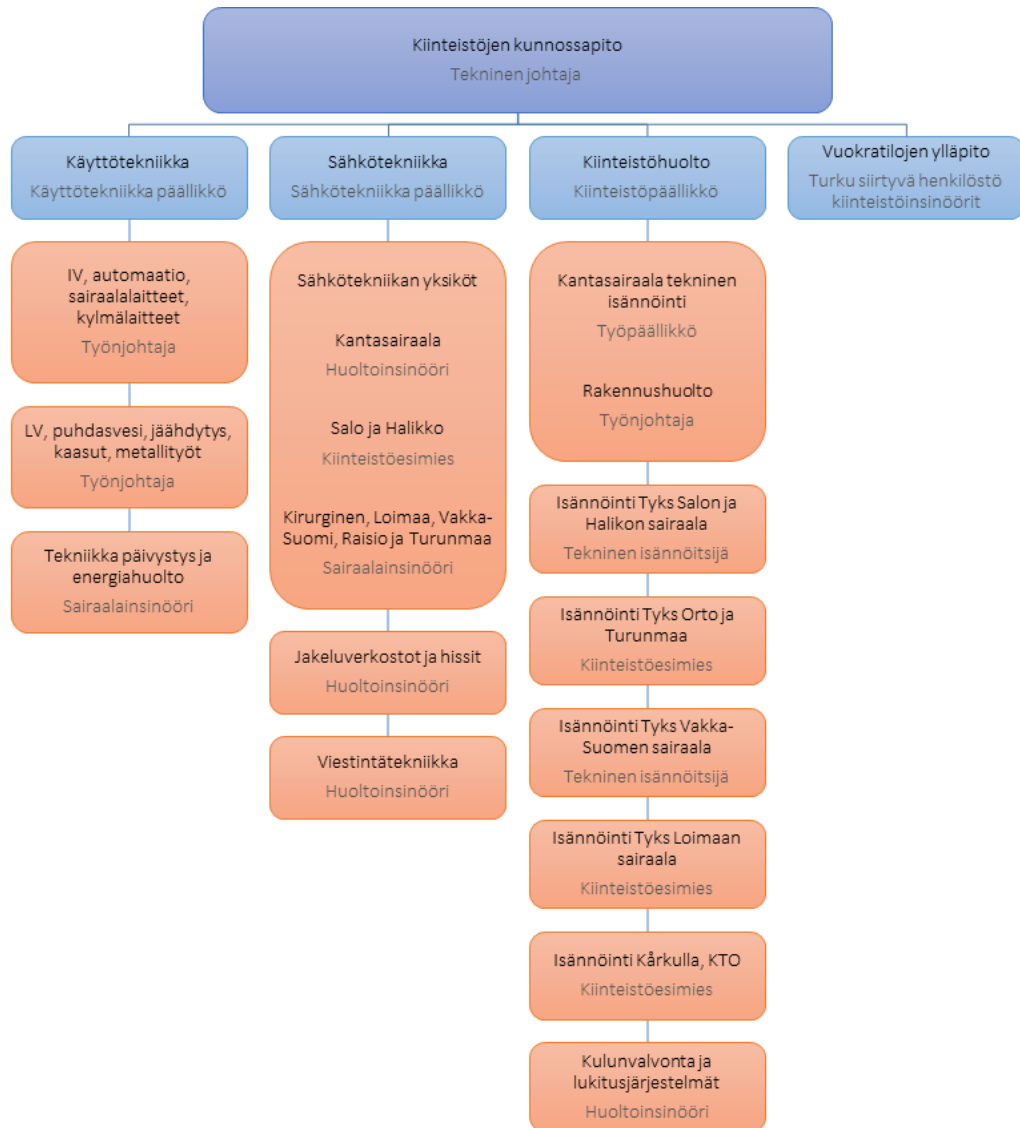 Kiinteistöjen kunnossapito
Tekninen johtaja
Käyttötekniikka
Käyttötekniikka päällikkö
IV, automaatio,
sairaalalaitteet,
kylmälaitteet
Työnjohtaja
LV, puhdasvesi, jäähdytys,
kaasut, metallityöt
Työnjohtaja
Tekniikka päivystys ja
energiahuolto
Sairaalainsinööri
Sähkötekniikka
Sähkötekniikka päällikkö
Sähkötekniikan yksiköt
Kantasairaala
Huoltoinsinööri
Salo ja Halikko
Kiinteistöesimies
Kirurginen, Loimaa, Vakka-
Suomi, Raisio ja Turunmaa
Sairaalainsinööri
Jakeluverkostot ja hissit
Huoltoinsinööri
Viestintätekniikka
Huoltoinsinööri
Kiinteistöhuolto
Kiinteistöpäällikkö
Kantasairaala tekninen
isännöinti
Työpäällikkö
Rakennushuolto
Työnjohtaja
Isännöinti Tyks Salon ja
Halikon sairaala
Tekninen isännöitsijä
Isännöinti Tyks Orto ja
Turunmaa
Kiinteistöesimies
Isännöinti Tyks Vakka-
Suomen sairaala
Tekninen isännöitsijä
Isännöinti Tyks Loimaan
sairaala
Kiinteistöesimies
Isännöinti Kårkulla, KTO
Kiinteistöesimies
Kulunvalvonta ja
lukitusjärjestelmät
Huoltoinsinööri
Vuokratilojen ylläpito
Turku siirtyvä henkilöstö
kiinteistöinsinöörit